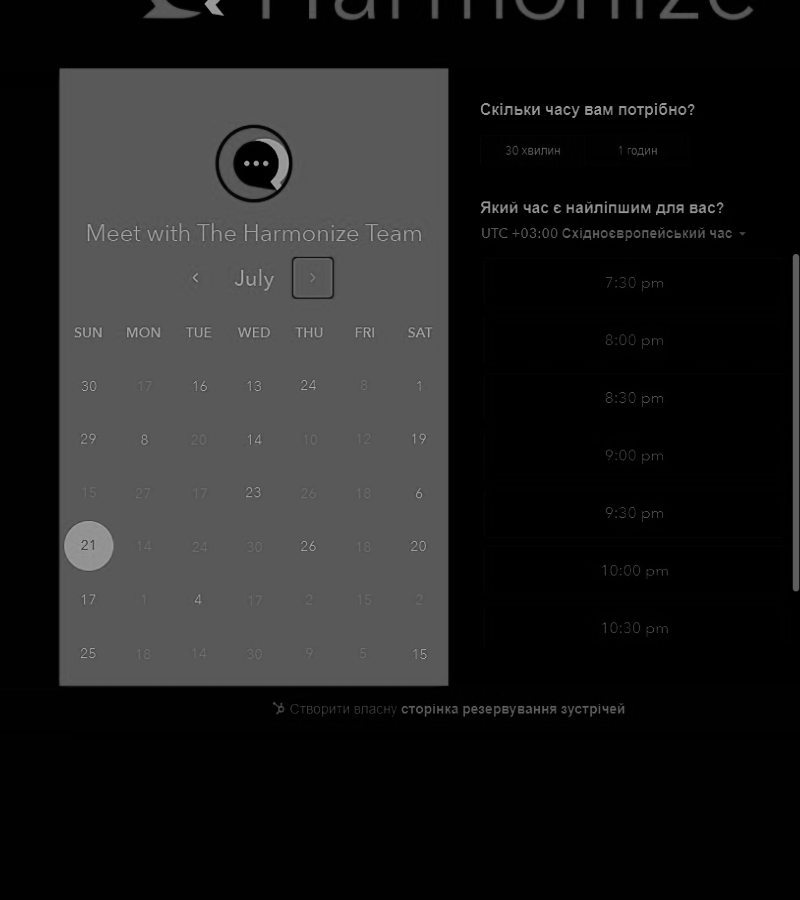 Harmonize
Meet with The Harmonize Team
July
SUN MON TUE WED THU FRI SAT
30 17 16 13 24 8 1
29 8 20 14 10 12 19
15 27 17 23 26 18 6
21 14 24 30 26 18 20
17 1 4 17 2 15 2
25 18 14 30 9 5 15
Скільки часу вам потрібно?
30 хвилин 1 годин
Який час є найліпшим для вас?
UTC +03:00 Східноєвропейський час
7:30 pm
8:00 pm
8:30 pm
9:00 pm
9:30 pm
10:00 pm
10:30 pm
Створити власну сторінка резервування зустрічей